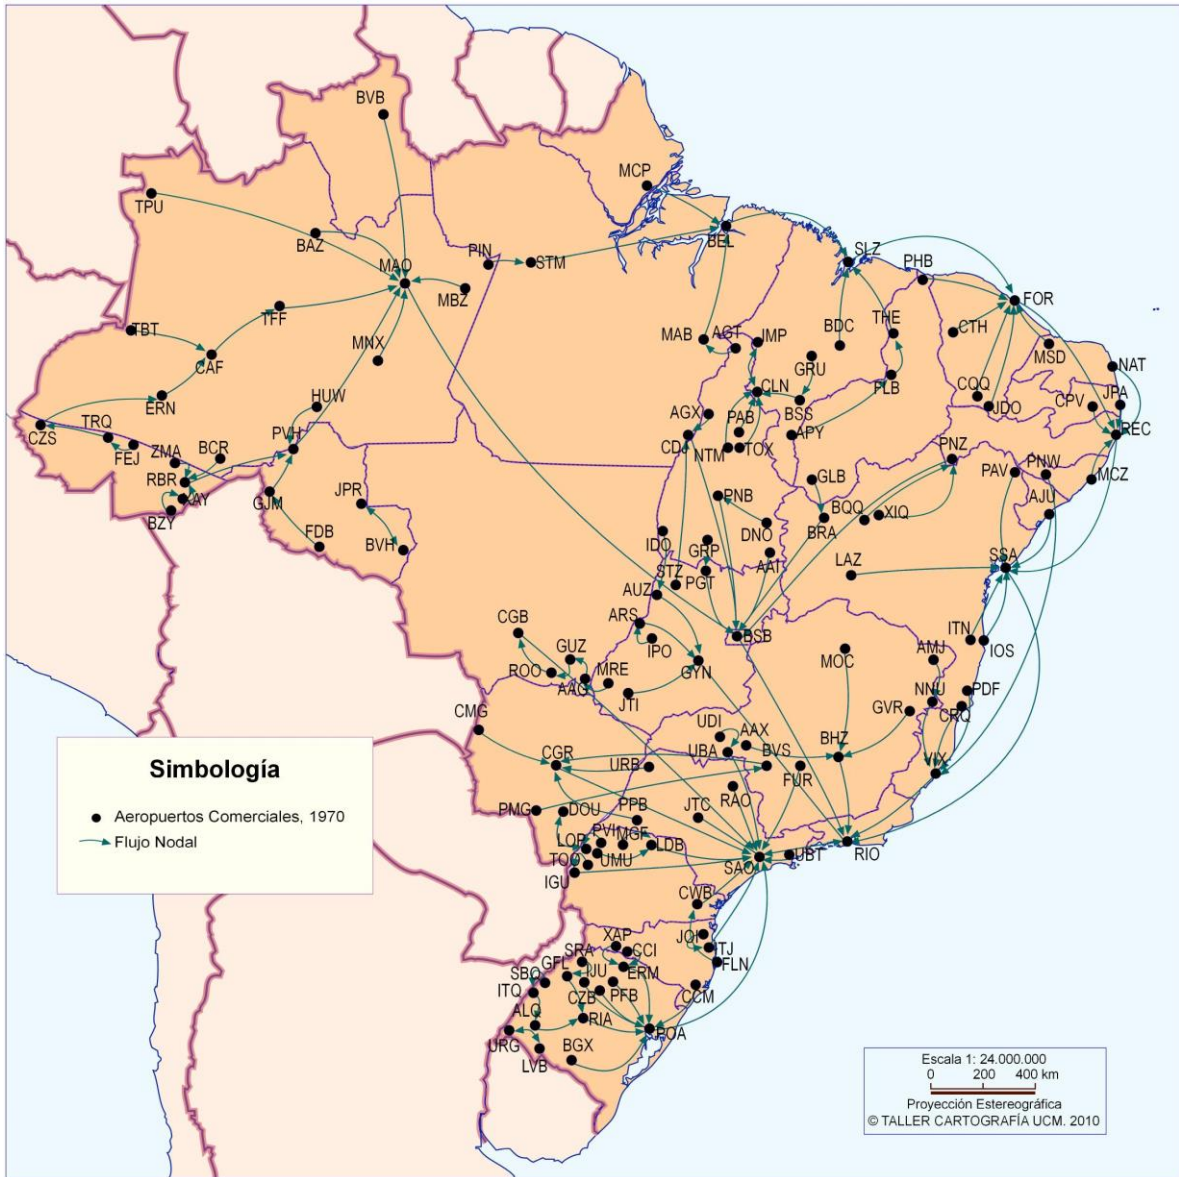 BVB
MCP
TPU
BEL
BAZ
PIN
STM
SLZ
PHB
MAO
MBZ
FOR
TFF
TBT
MNX
MAB
AGT
IMP
BDC
THE
CTH
MSD
CAF
GRU
NAT
ERN
HUW
CLN
BSS
FLB
CQQ
JDO
CPV
JPA
CZS
TRQ
FEJ
ZMA
BCR
PVH
AGX
PAB
APY
REC
CDJ
NTM
TOX
PNZ
RBR
XAY
GJM
JPR
PNB
GLB
PAV
PNW
MCZ
BZY
FDB
BVH
BQQ
XIQ
AJU
IDO
GRP
DNO
BRA
STZ
PGT
AAI
LAZ
SSA
AUZ
CGB
ARS
BSB
ITN
IOS
GUZ
IPO
MOC
AMJ
ROO
MRE
GYN
AAG
JTI
NNU
PDF
CMG
GVR
CRQ
UDI
AAX
BHZ
CGR
URB
UBA
BVS
FUR
VIX
Simbología
Aeropuertos Comerciales, 1970
Flujo Nodal
PMG
DOU
PPB
JTC
RAO
PVI
MGF
LOP
LDB
TOO
UMU
IGU
SAO
UBT
RIO
CWB
XAP
JOI
SRA
CCI
ITJ
GFL
IJU
ERM
FLN
SBO
ITQ
CZB
PFB
CCM
ALQ
RIA
URG
BGX
POA
LVB
Escala 1: 24.000.000
0 200 400 km
Proyección Estereográfica
© TALLER CARTOGRAFÍA UCM. 2010